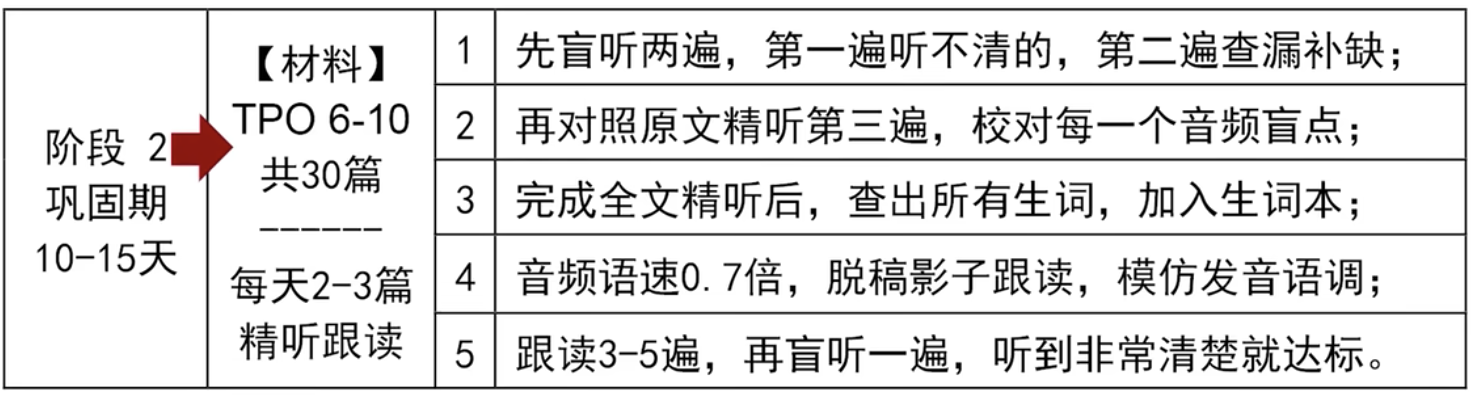 阶段 2
巩固期
10-15天
【材料】
TPO 6-10
共30篇
------
每天2-3篇
精听跟读
1 先盲听两遍，第一遍听不清的，第二遍查漏补缺；
2 再对照原文精听第三遍，校对每一个音频盲点；
3 完成全文精听后，查出所有生词，加入生词本；
4 音频语速0.7倍，脱稿影子跟读，模仿发音语调；
5 跟读3-5遍，再盲听一遍，听到非常清楚就达标。